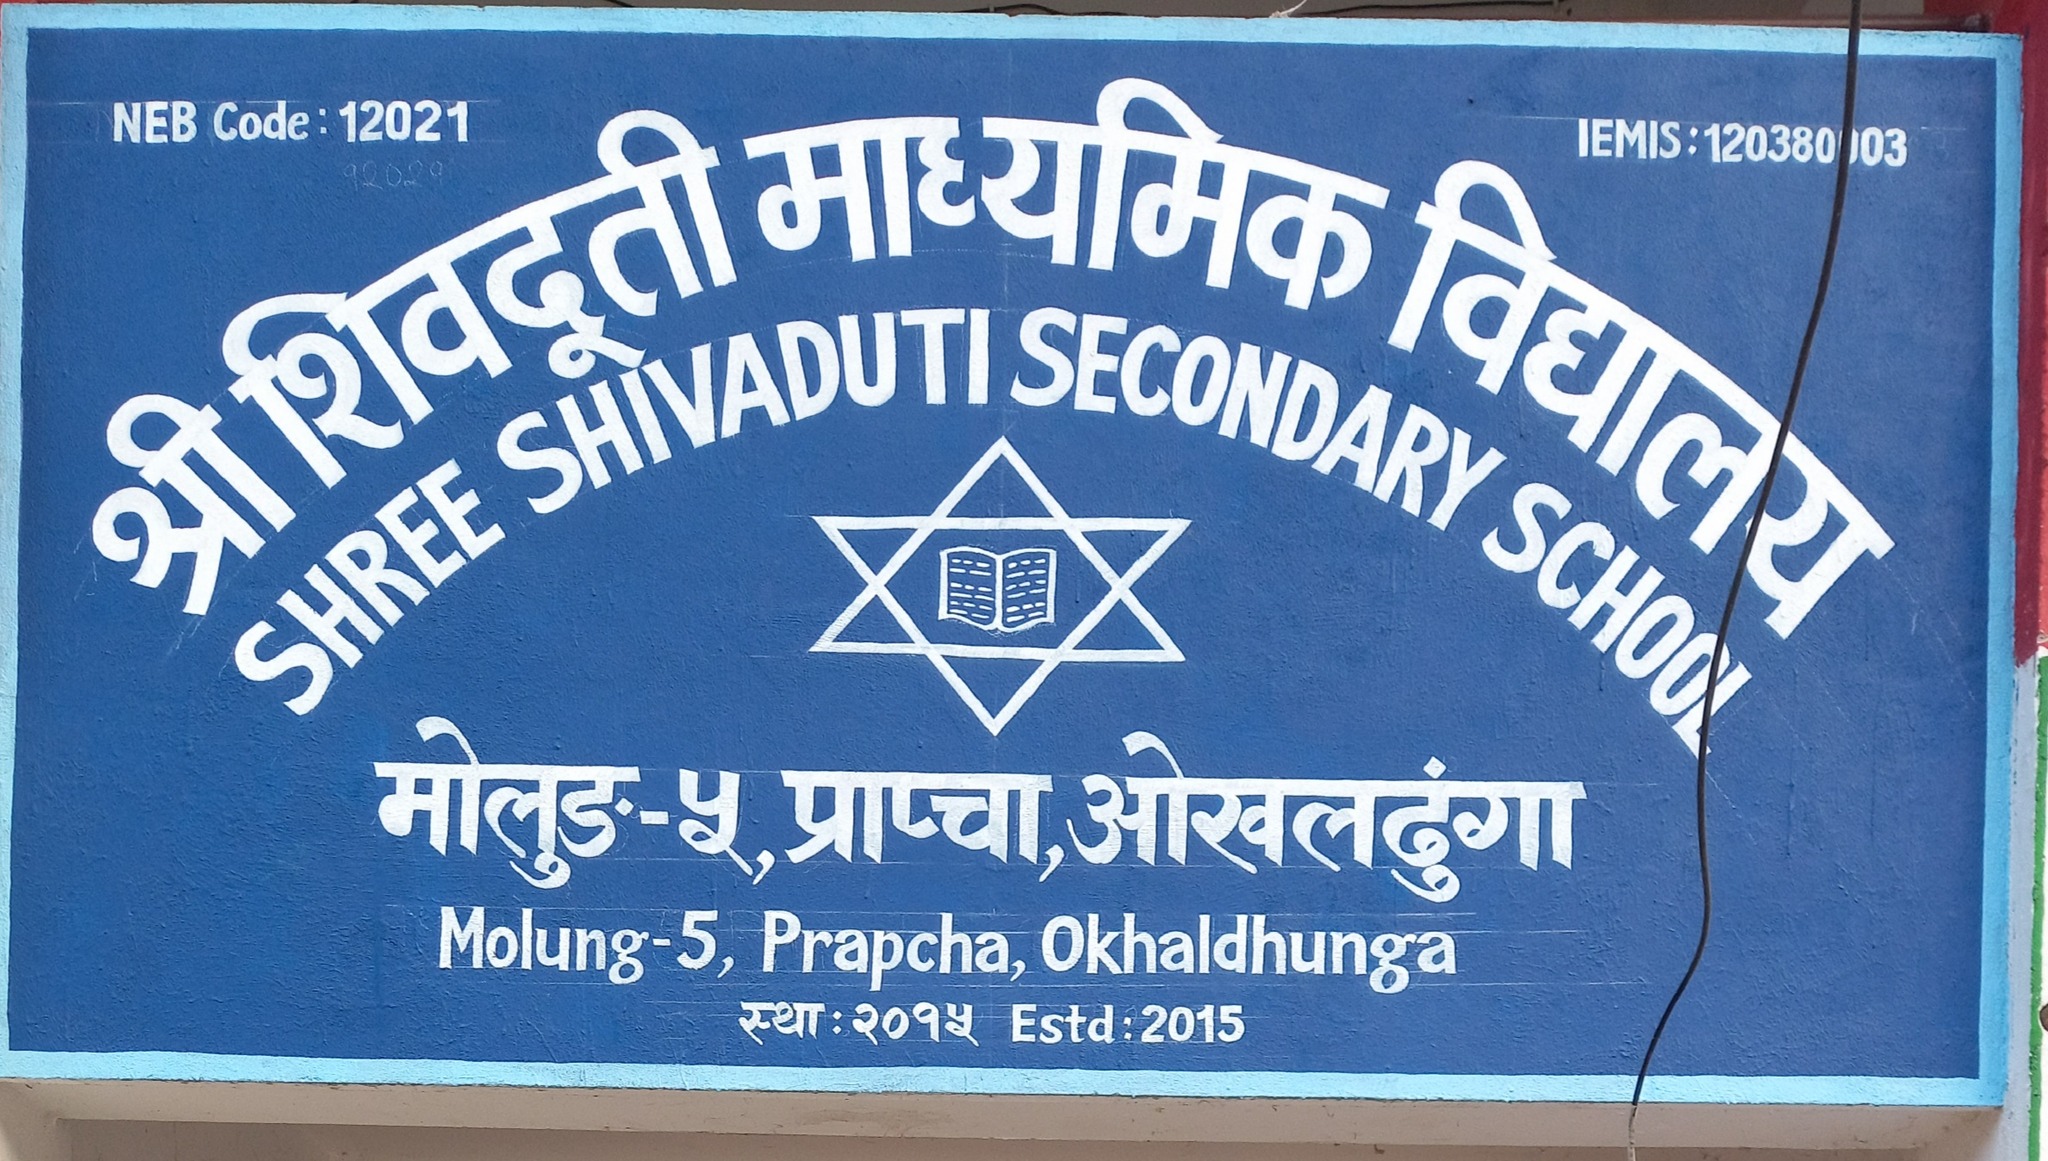 NEB Code: 12021
IEMIS: 120380003
श्री शिवदूती माध्यमिक विद्यालय
SHREE SHIVADUTI SECONDARY SCHOOL
मोलुङ-५, प्राप्चा, ओखलढुंगा
Molung-5, Prapcha, Okhaldhunga
स्था: २०१५ Estd: 2015